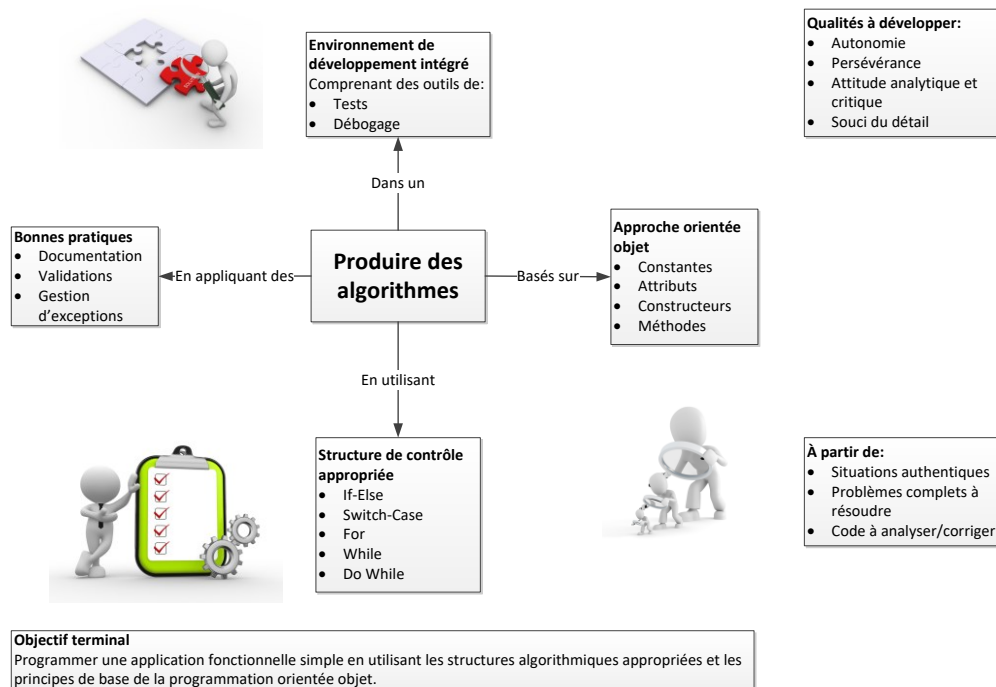 Environnement de
développement intégré
Comprenant des outils de:
• Tests
• Débogage
Qualités à développer:
• Autonomie
• Persévérance
• Attitude analytique et
critique
• Souci du détail
Dans un
Bonnes pratiques
• Documentation
• Validations
• Gestion
d’exceptions
En appliquant des
Produire des
algorithmes
Basés sur
Approche orientée
objet
• Constantes
• Attributs
• Constructeurs
• Méthodes
En utilisant
Structure de contrôle
appropriée
• If-Else
• Switch-Case
• For
• While
• Do While
À partir de:
• Situations authentiques
• Problèmes complets à
résoudre
• Code à analyser/corriger
Objectif terminal
Programmer une application fonctionnelle simple en utilisant les structures algorithmiques appropriées et les
principes de base de la programmation orientée objet.